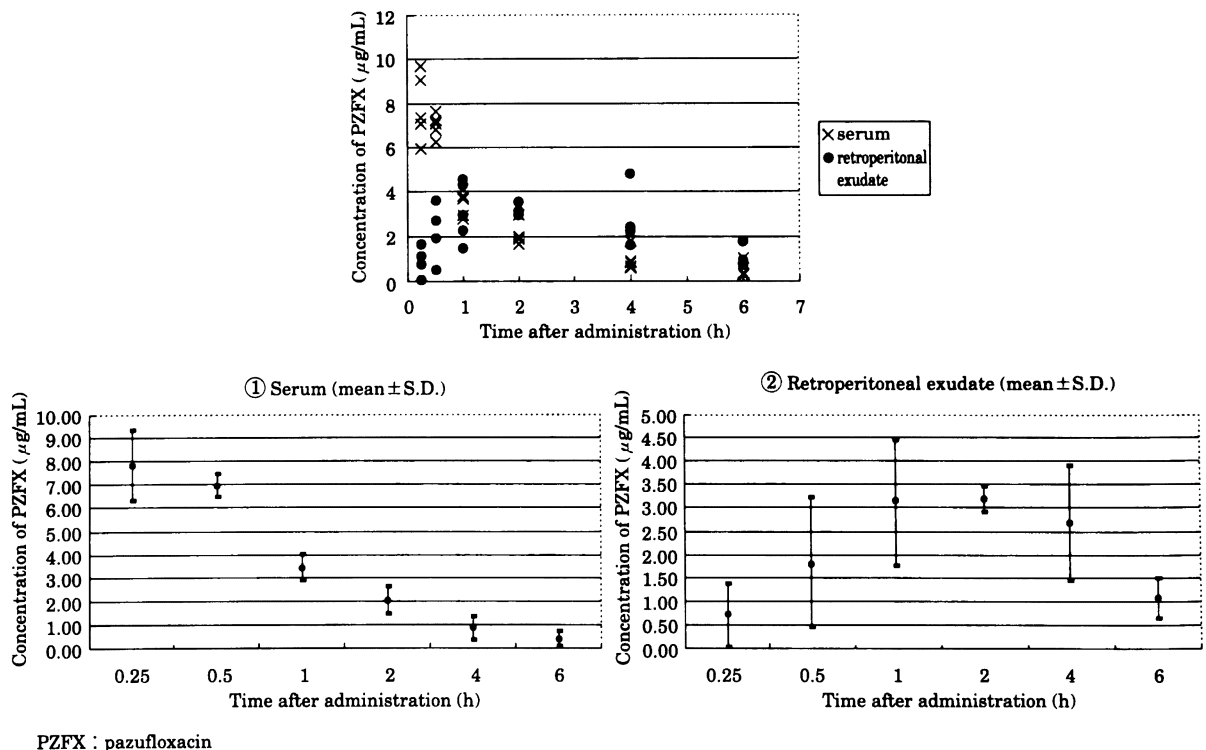 Concentration of PZFX (μg/mL)
12
10
8
6
4
2
0
0 1 2 3 4 5 6 7
Time after administration (h)
× serum
● retroperitonal
exudate
① Serum (mean±S.D.)
Concentration of PZFX (μg/mL)
10.00
9.00
8.00
7.00
6.00
5.00
4.00
3.00
2.00
1.00
0.00
0.25 0.5 1 2 4 6
Time after administration (h)
② Retroperitoneal exudate (mean±S.D.)
Concentration of PZFX (μg/mL)
5.00
4.50
4.00
3.50
3.00
2.50
2.00
1.50
1.00
0.50
0.00
0.25 0.5 1 2 4 6
Time after administration (h)
PZFX : pazufloxacin